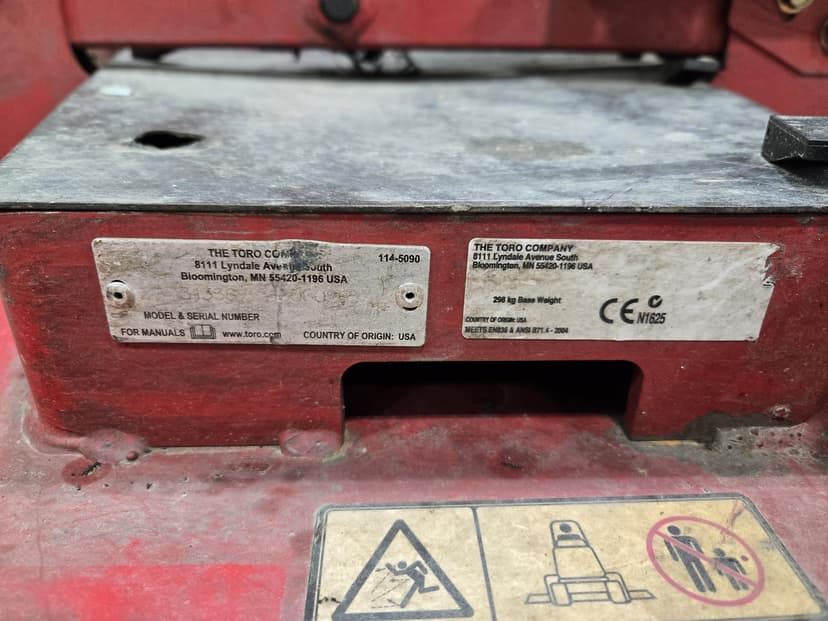 THE TORO COMPANY
8111 Lyndale Avenue South
Bloomington, MN 55420-1196 USA
114-5090
MODEL & SERIAL NUMBER
FOR MANUALS www.toro.com COUNTRY OF ORIGIN: USA
THE TORO COMPANY
8111 Lyndale Avenue South
Bloomington, MN 55420-1196 USA
298 kg Base Weight
CE N1625
COUNTRY OF ORIGIN: USA
MEETS EN836 & ANSI B71.4 - 2004